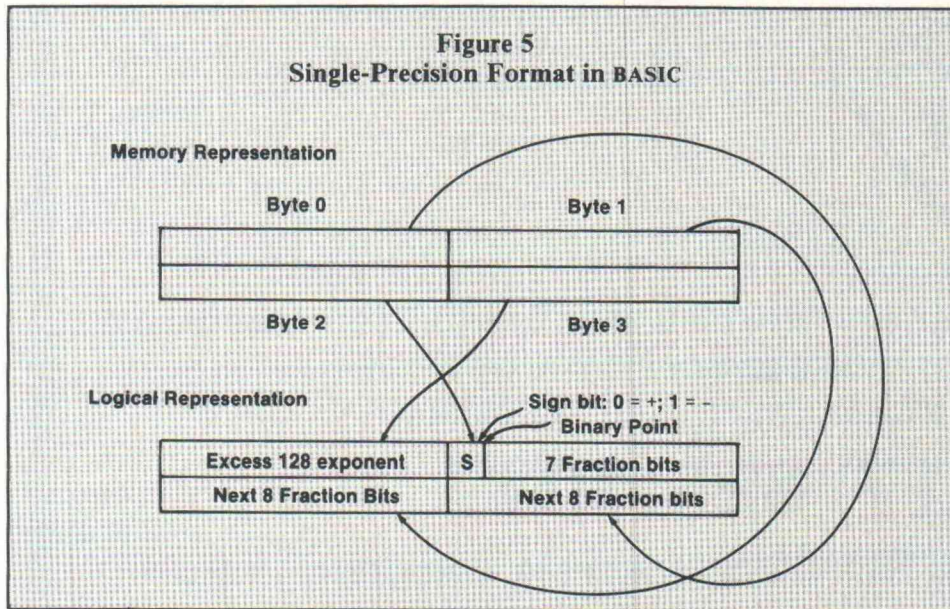 Figure 5
Single-Precision Format in BASIC
Memory Representation
Byte 0
Byte 1
Byte 2
Byte 3
Logical Representation
Sign bit: 0 = +; 1 = -
Binary Point
Excess 128 exponent
S
7 Fraction bits
Next 8 Fraction Bits
Next 8 Fraction bits